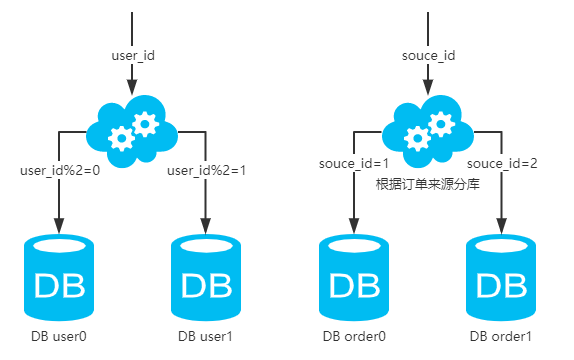 user_id
souce_id
user_id%2=0
user_id%2=1
souce_id=1
souce_id=2
根据订单来源分库
DB
DB
DB
DB
DB user0
DB user1
DB order0
DB order1